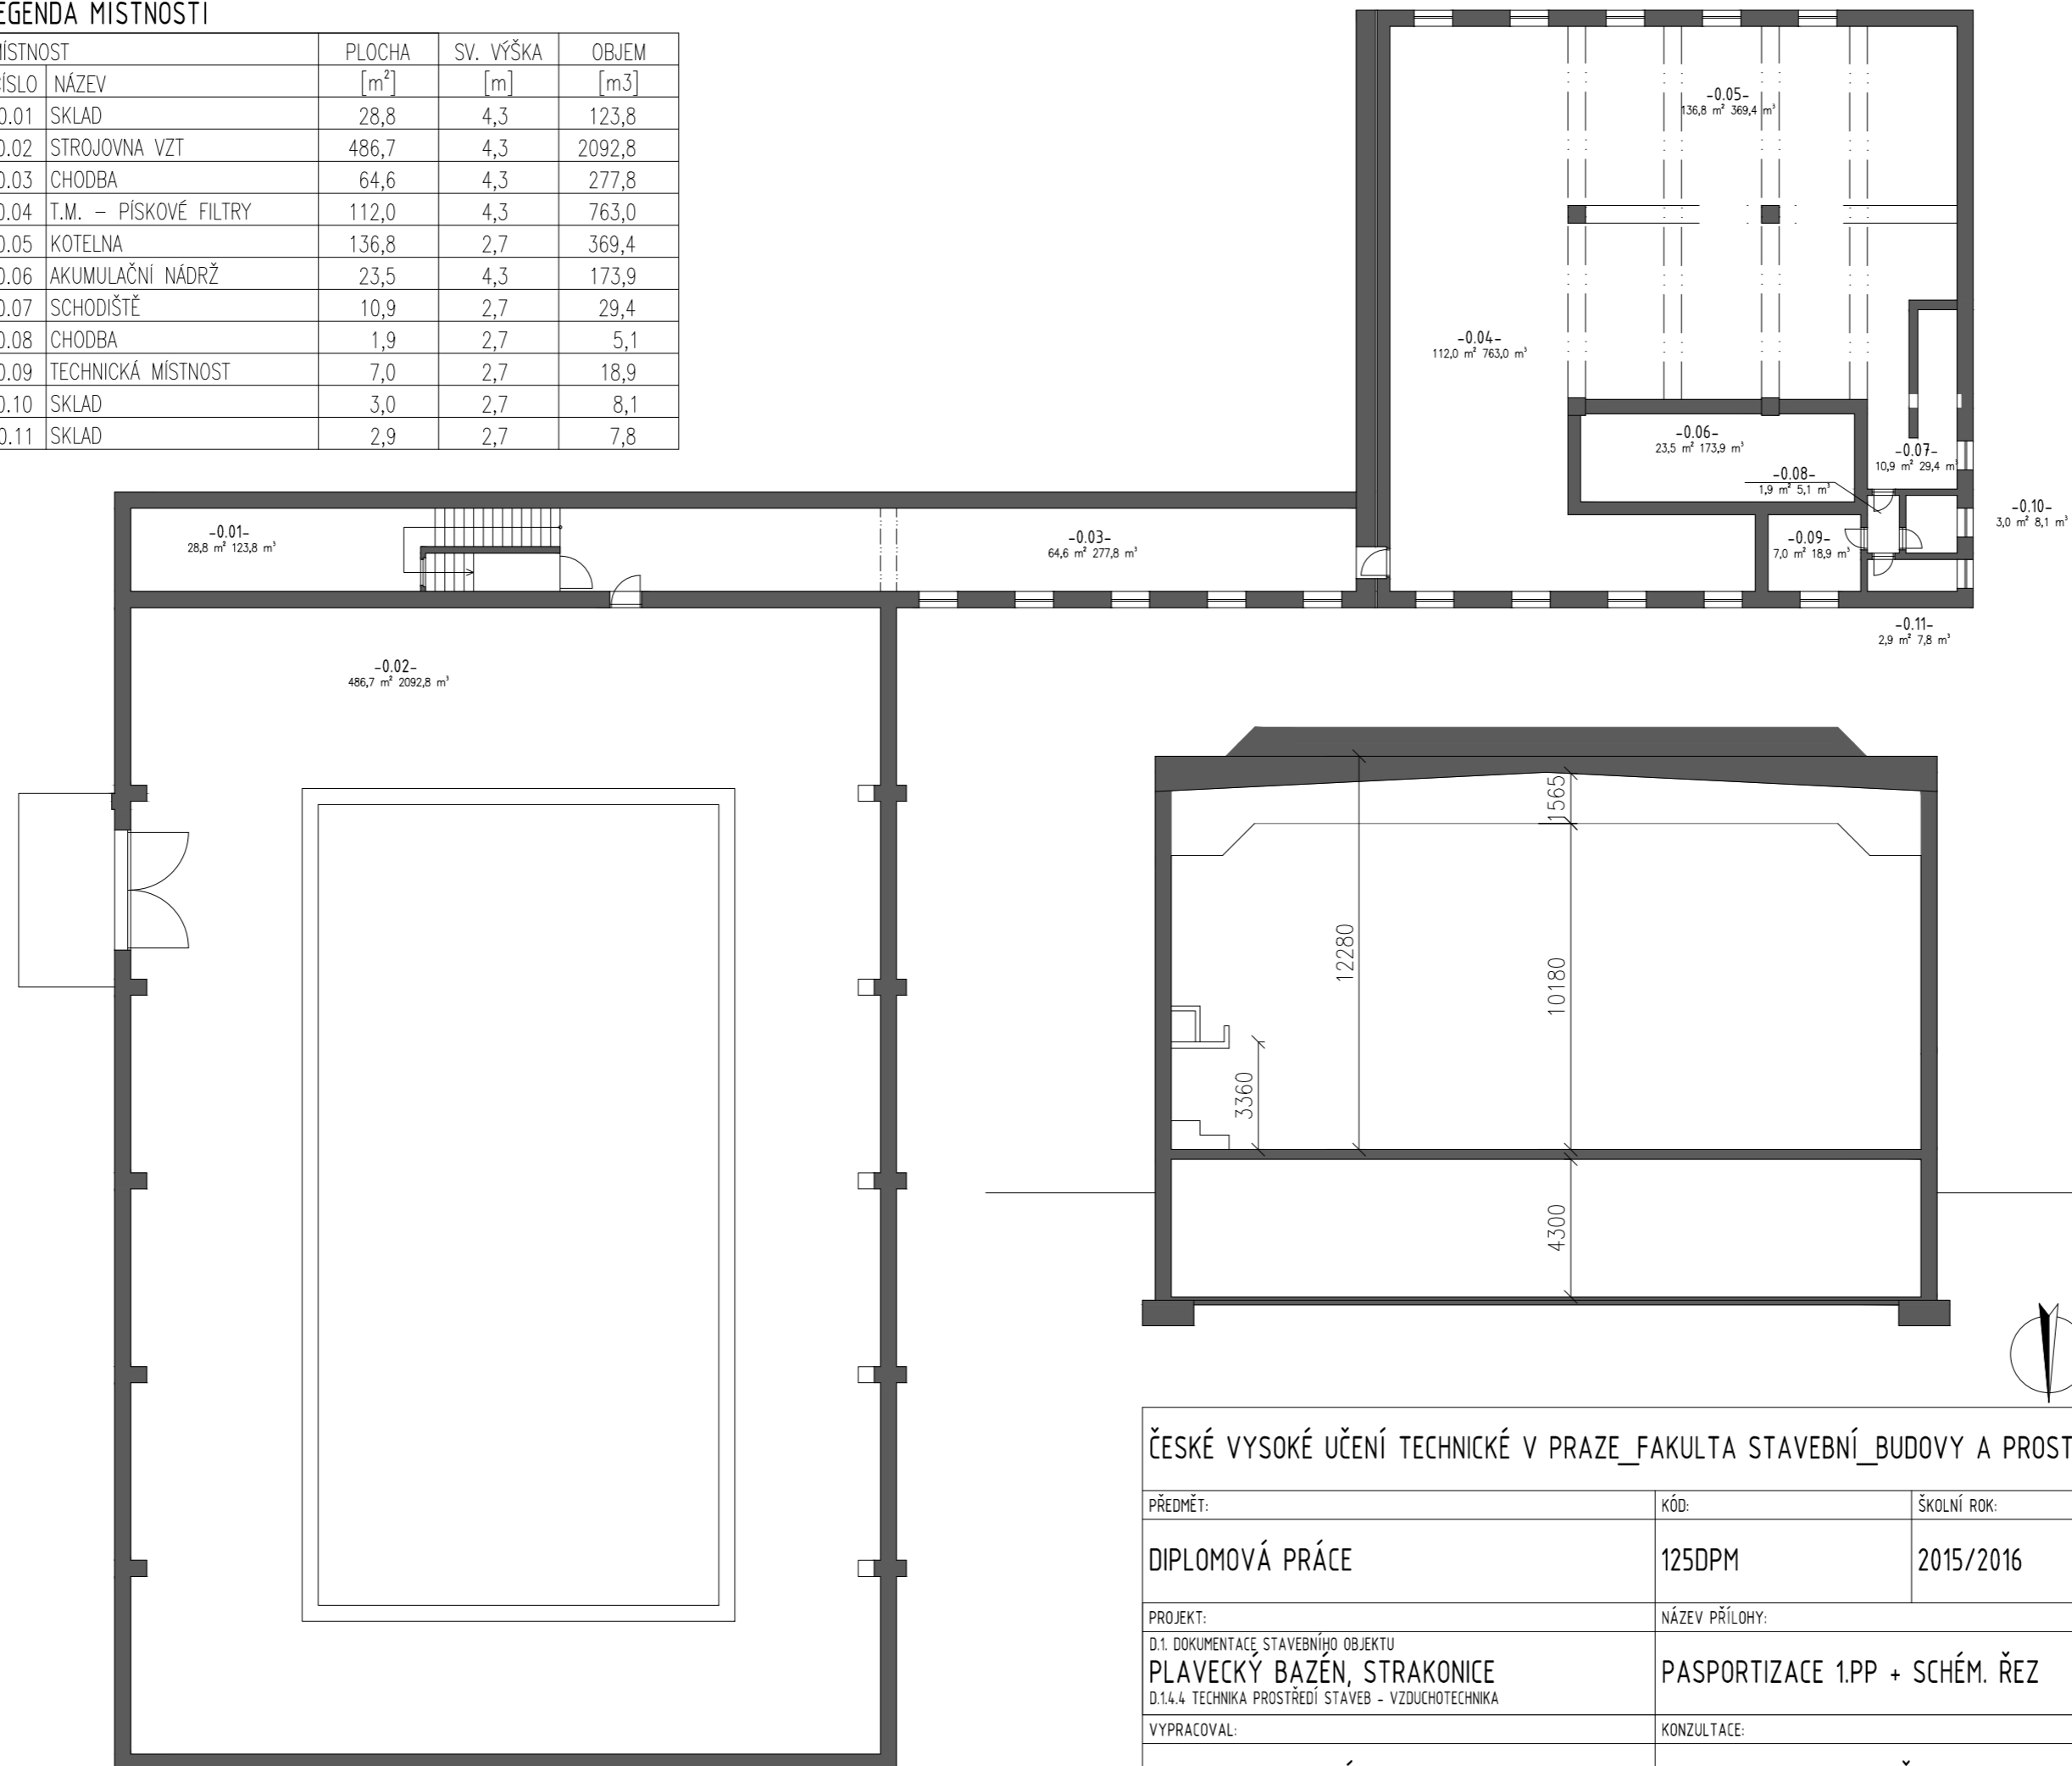 EGENDA MÍSTNOSTÍ
MÍSTNOST PLOCHA SV. VÝŠKA OBJEM
ČÍSLO NÁZEV [m²] [m] [m3]
0.01 SKLAD 28,8 4,3 123,8
0.02 STROJOVNA VZT 486,7 4,3 2092,8
0.03 CHODBA 64,6 4,3 277,8
0.04 T.M. – PÍSKOVÉ FILTRY 112,0 4,3 763,0
0.05 KOTELNA 136,8 2,7 369,4
0.06 AKUMULAČNÍ NÁDRŽ 23,5 4,3 173,9
0.07 SCHODIŠTĚ 10,9 2,7 29,4
0.08 CHODBA 1,9 2,7 5,1
0.09 TECHNICKÁ MÍSTNOST 7,0 2,7 18,9
0.10 SKLAD 3,0 2,7 8,1
0.11 SKLAD 2,9 2,7 7,8
-0.05-
136,8 m² 369,4 m³
-0.04-
112,0 m² 763,0 m³
-0.06-
23,5 m² 173,9 m³
-0.07-
10,9 m² 29,4 m³
-0.08-
1,9 m² 5,1 m³
-0.10-
3,0 m² 8,1 m³
-0.09-
7,0 m² 18,9 m³
-0.01-
28,8 m² 123,8 m³
-0.03-
64,6 m² 277,8 m³
-0.11-
2,9 m² 7,8 m³
-0.02-
486,7 m² 2092,8 m³
1565
12280
10180
3360
4300
ČESKÉ VYSOKÉ UČENÍ TECHNICKÉ V PRAZE_FAKULTA STAVEBNÍ_BUDOVY A PROST
PŘEDMĚT: KÓD: ŠKOLNÍ ROK:
DIPLOMOVÁ PRÁCE 125DPM 2015/2016
PROJEKT: NÁZEV PŘÍLOHY:
D.1. DOKUMENTACE STAVEBNÍHO OBJEKTU
PLAVECKÝ BAZÉN, STRAKONICE PASPORTIZACE 1.PP + SCHÉM. ŘEZ
D.1.4.4 TECHNIKA PROSTŘEDÍ STAVEB - VZDUCHOTECHNIKA
VYPRACOVAL: KONZULTACE: